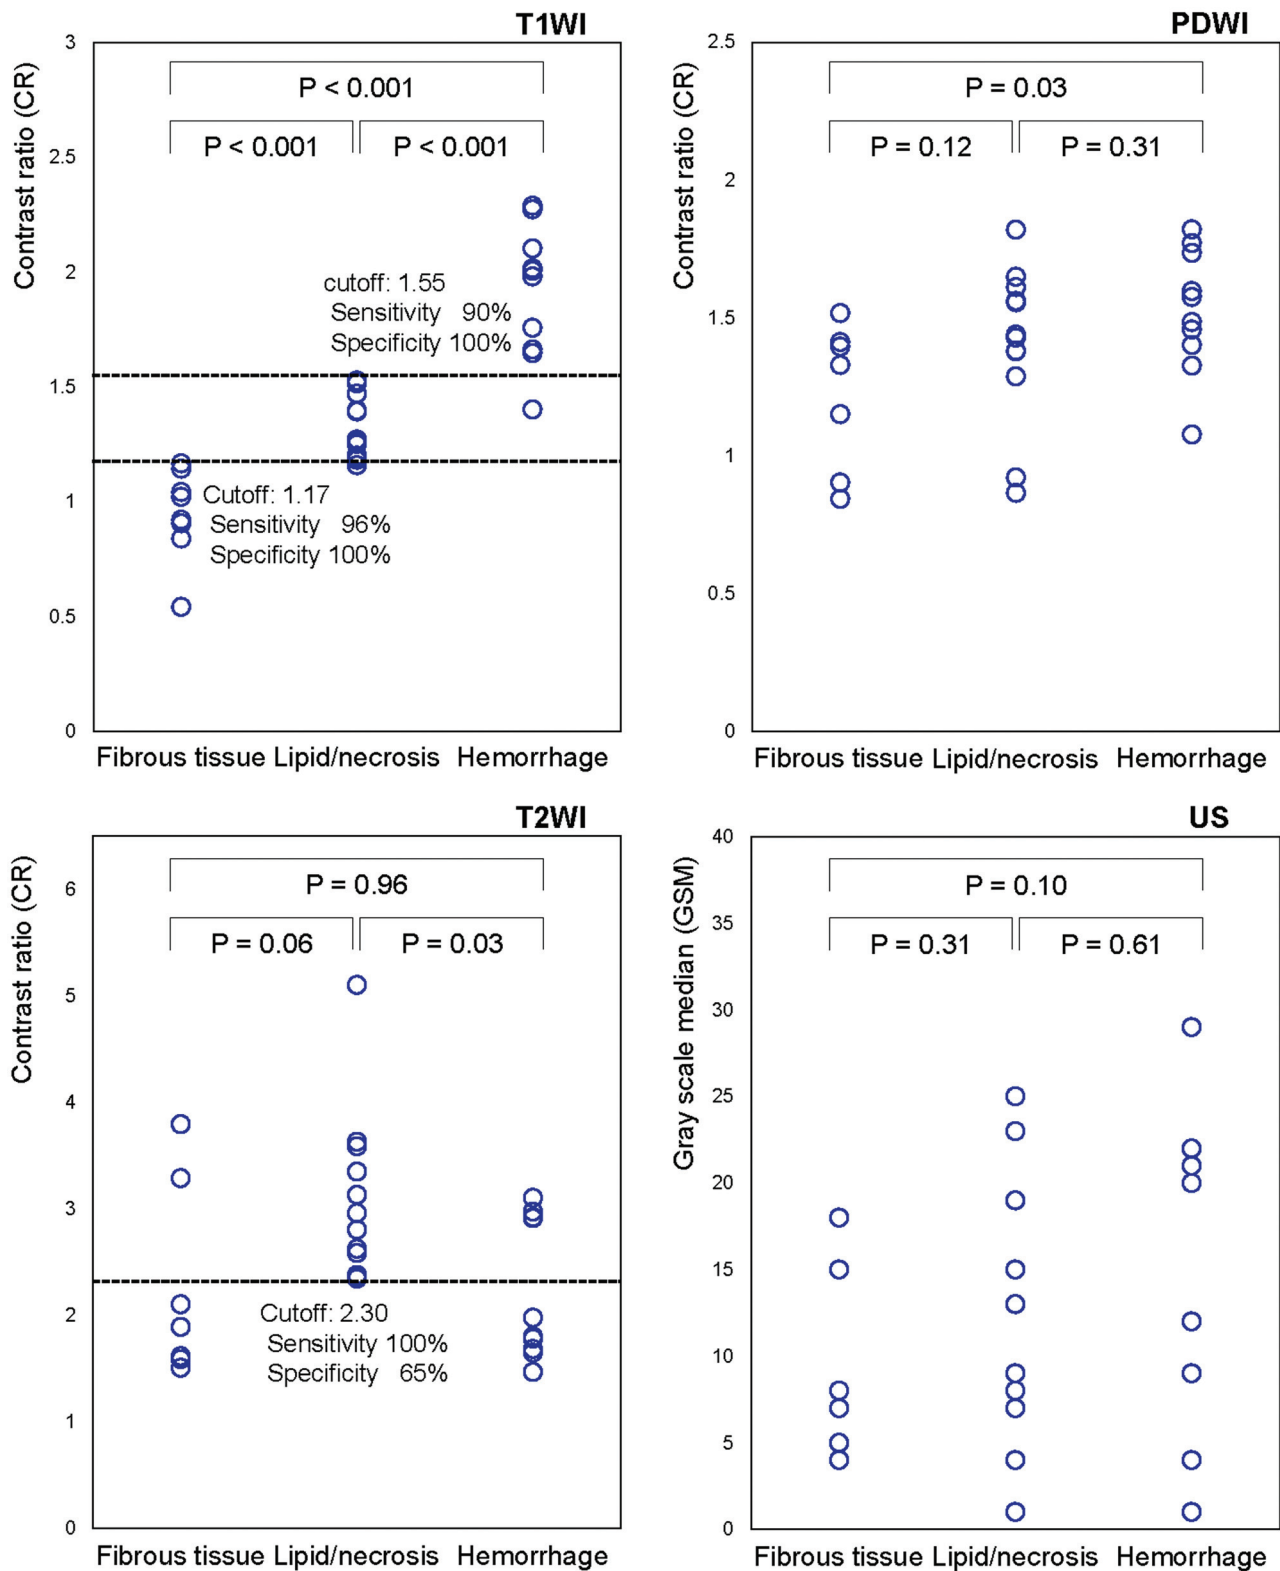 T1WI
Contrast ratio (CR)
3
2.5
2
1.5
1
0.5
0
P < 0.001
P < 0.001
P < 0.001
cutoff: 1.55
Sensitivity 90%
Specificity 100%
Cutoff: 1.17
Sensitivity 96%
Specificity 100%
Fibrous tissue Lipid/necrosis Hemorrhage
PDWI
Contrast ratio (CR)
2.5
2
1.5
1
0.5
0
P = 0.03
P = 0.12
P = 0.31
Fibrous tissue Lipid/necrosis Hemorrhage
T2WI
Contrast ratio (CR)
6
5
4
3
2
1
0
P = 0.96
P = 0.06
P = 0.03
Cutoff: 2.30
Sensitivity 100%
Specificity 65%
Fibrous tissue Lipid/necrosis Hemorrhage
US
Gray scale median (GSM)
40
35
30
25
20
15
10
5
0
P = 0.10
P = 0.31
P = 0.61
Fibrous tissue Lipid/necrosis Hemorrhage